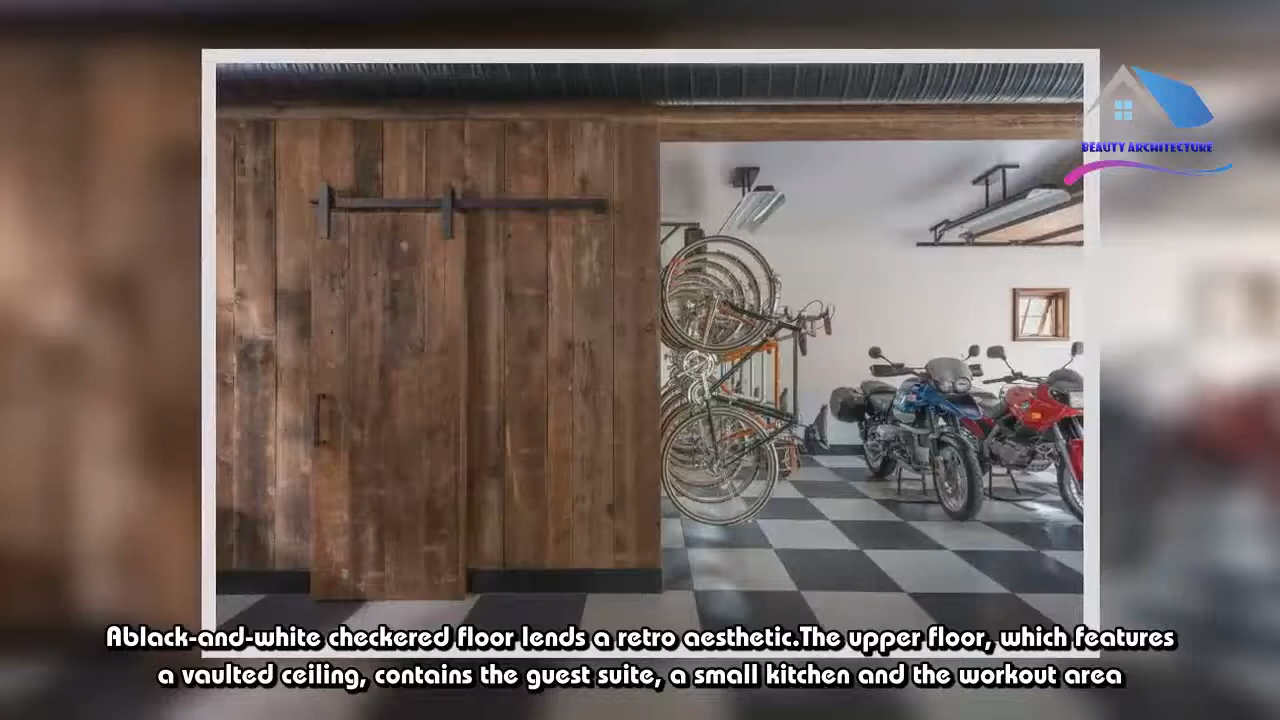 BEAUTY ARCHITECTURE
Ablack-and-white checkered floor lends a retro aesthetic.The upper floor, which features
a vaulted ceiling, contains the guest suite, a small kitchen and the workout area